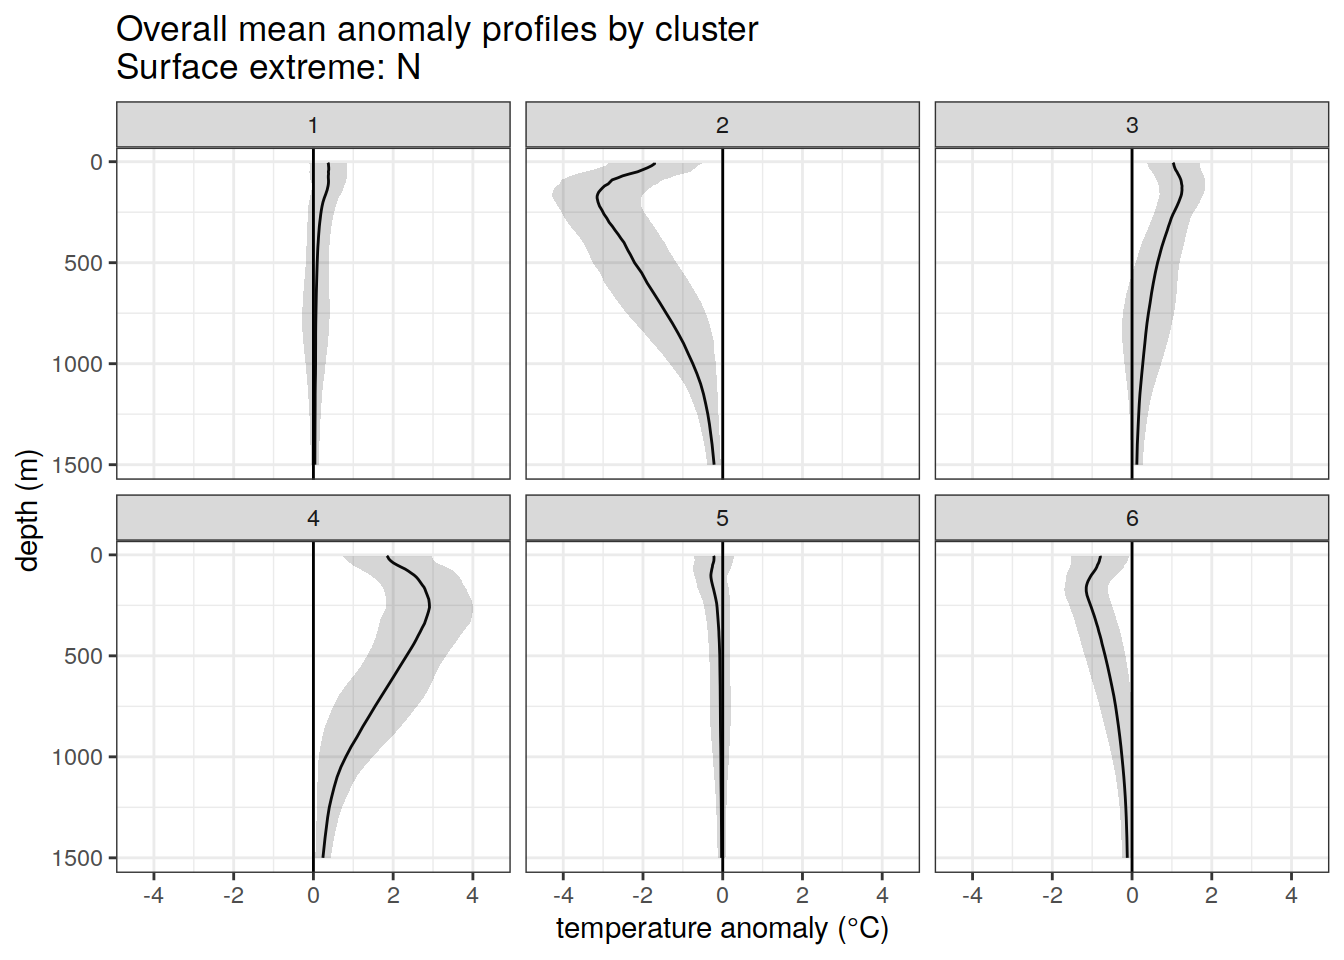 Overall mean anomaly profiles by cluster
Surface extreme: N
1 2 3
0
500
1000
1500
4 5 6
0
500
1000
1500
-4 -2 0 2 4 -4 -2 0 2 4 -4 -2 0 2 4
temperature anomaly (°C)
depth (m)